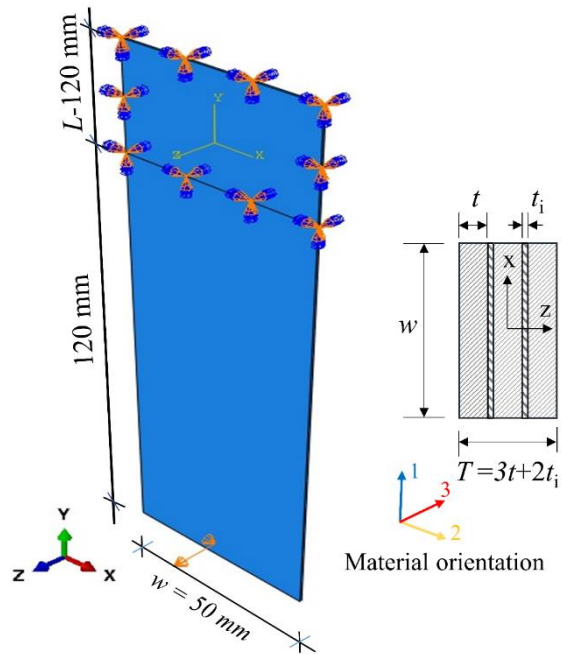 L-120 mm
Y
Z
X
120 mm
w = 50 mm
Y
Z
X
t
tᵢ
x
z
w
T = 3t+2tᵢ
1
3
2
Material orientation